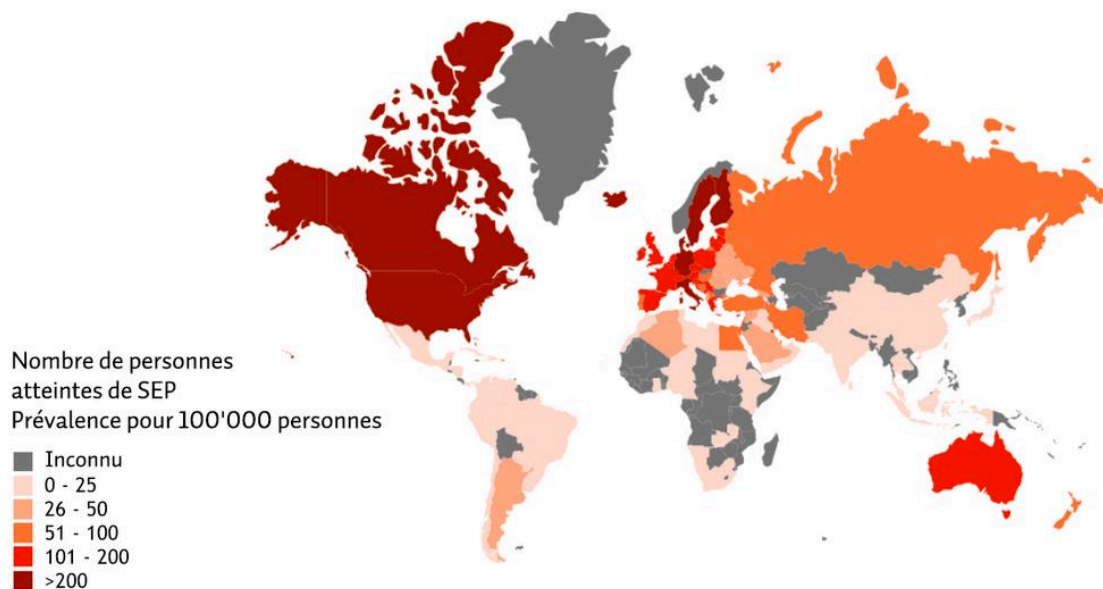 Nombre de personnes
atteintes de SEP
Prévalence pour 100'000 personnes
Inconnu
0 - 25
26 - 50
51 - 100
101 - 200
>200